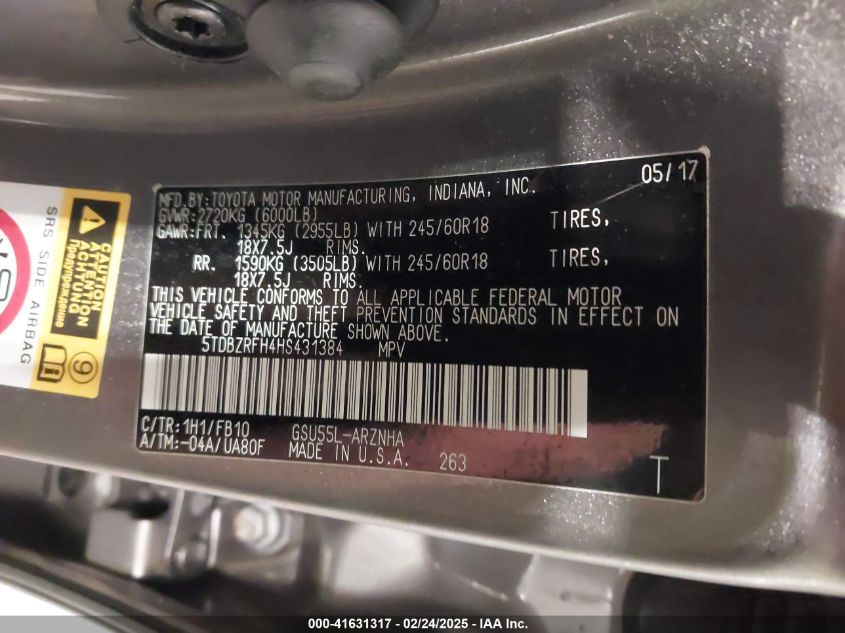 05/17
MFD.BY:TOYOTA MOTOR MANUFACTURING, INDIANA, INC.
GVWR:2720KG (6000LB)
GAWR:FRT. 1345KG (2955LB) WITH 245/60R18 TIRES,
18X7.5J RIMS.
RR. 1590KG (3505LB) WITH 245/60R18 TIRES,
18X7.5J RIMS.
THIS VEHICLE CONFORMS TO ALL APPLICABLE FEDERAL MOTOR
VEHICLE SAFETY AND THEFT PREVENTION STANDARDS IN EFFECT ON
THE DATE OF MANUFACTURE SHOWN ABOVE.
5TDBZRFH4HS431384 MPV
C/TR:1H1/FB10 GSU55L-ARZNHA
A/TM:-04A/UA80F MADE IN U.S.A. 263
T
SRS SIDE AIRBAG
CAUTION
ATTENTION
ACHTUNG
Предупреждение
9
000-41631317 - 02/24/2025 - IAA Inc.